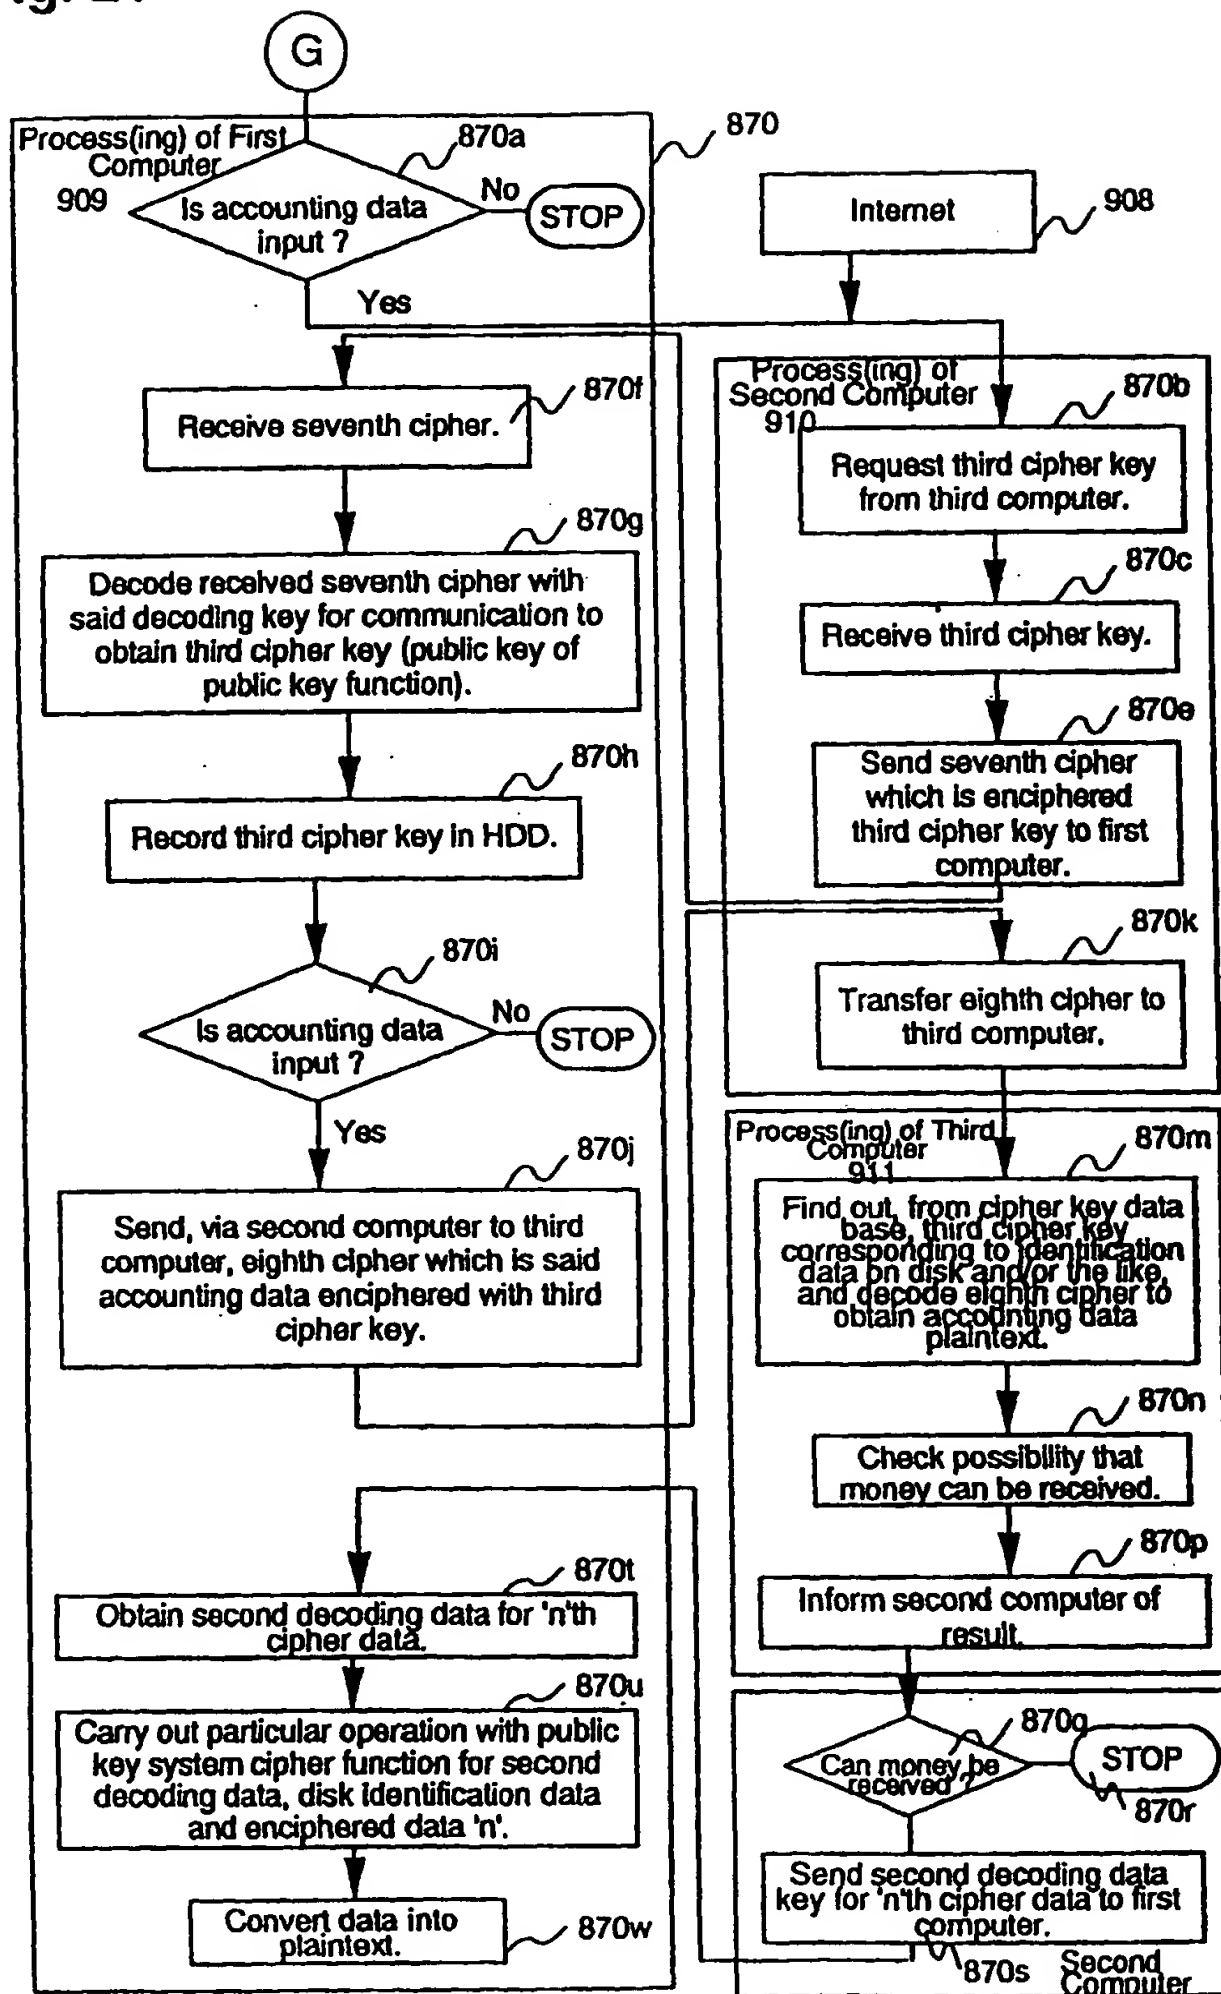 G
Process(ing) of First
Computer
909
870a
870
Is accounting data
input ?
No
STOP
Yes
Internet
908
870f
Receive seventh cipher.
Process(ing) of
Second Computer
910
870b
Request third cipher key
from third computer.
870g
Decode received seventh cipher with
said decoding key for communication to
obtain third cipher key (public key of
public key function).
870c
Receive third cipher key.
870e
Send seventh cipher
which is enciphered
third cipher key to first
computer.
870h
Record third cipher key in HDD.
870i
Is accounting data
input ?
No
STOP
Yes
870k
Transfer eighth cipher to
third computer.
870j
Send, via second computer to third
computer, eighth cipher which is said
accounting data enciphered with third
cipher key.
Process(ing) of Third
Computer
911
870m
Find out, from cipher key data
base, third cipher key
corresponding to identification
data on disk and/or the like,
and decode eighth cipher to
obtain accounting data
plaintext.
870n
Check possibility that
money can be received.
870p
Inform second computer of
result.
870t
Obtain second decoding data for 'n'th
cipher data.
870u
Carry out particular operation with public
key system cipher function for second
decoding data, disk identification data
and enciphered data 'n'.
870q
Can money be
received ?
STOP
870r
Send second decoding data
key for 'n'th cipher data to first
computer.
870s
Second
Computer
Convert data into
plaintext.
870w